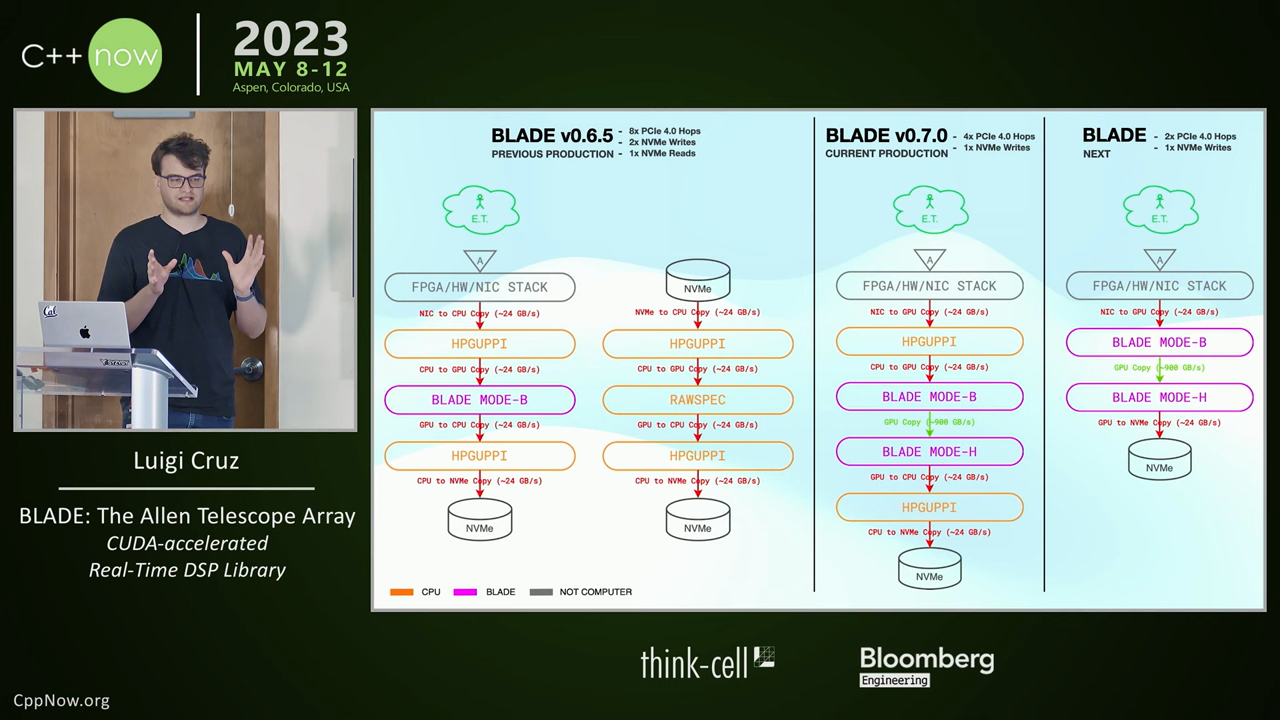 C++ now
2023
MAY 8-12
Aspen, Colorado, USA
Cal
Luigi Cruz
BLADE: The Allen Telescope Array
CUDA-accelerated
Real-Time DSP Library
BLADE v0.6.5
PREVIOUS PRODUCTION
- 8x PCIe 4.0 Hops
- 2x NVMe Writes
- 1x NVMe Reads
E.T.
A
FPGA/HW/NIC STACK
NIC to CPU Copy (~24 GB/s)
HPGUPPI
CPU to GPU Copy (~24 GB/s)
BLADE MODE-B
GPU to CPU Copy (~24 GB/s)
HPGUPPI
CPU to NVMe Copy (~24 GB/s)
NVMe
NVMe
NVMe to CPU Copy (~24 GB/s)
HPGUPPI
CPU to GPU Copy (~24 GB/s)
RAWSPEC
GPU to CPU Copy (~24 GB/s)
HPGUPPI
CPU to NVMe Copy (~24 GB/s)
NVMe
CPU
BLADE
NOT COMPUTER
BLADE v0.7.0
CURRENT PRODUCTION
- 4x PCIe 4.0 Hops
- 1x NVMe Writes
E.T.
A
FPGA/HW/NIC STACK
NIC to GPU Copy (~24 GB/s)
HPGUPPI
CPU to GPU Copy (~24 GB/s)
BLADE MODE-B
GPU Copy (~900 GB/s)
BLADE MODE-H
GPU to CPU Copy (~24 GB/s)
HPGUPPI
CPU to NVMe Copy (~24 GB/s)
NVMe
BLADE
NEXT
- 2x PCIe 4.0 Hops
- 1x NVMe Writes
E.T.
A
FPGA/HW/NIC STACK
NIC to GPU Copy (~24 GB/s)
BLADE MODE-B
GPU Copy (~900 GB/s)
BLADE MODE-H
GPU to NVMe Copy (~24 GB/s)
NVMe
think-cell
Bloomberg
Engineering
CppNow.org